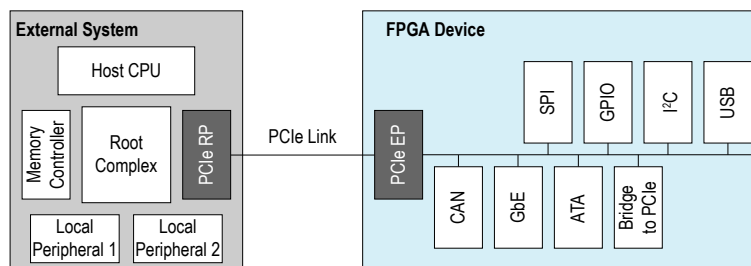 External System
Host CPU
Memory
Controller
Root
Complex
PCIe RP
Local
Peripheral 1
Local
Peripheral 2
PCIe Link
FPGA Device
PCIe EP
SPI
GPIO
I²C
USB
CAN
GbE
ATA
Bridge
to PCIe